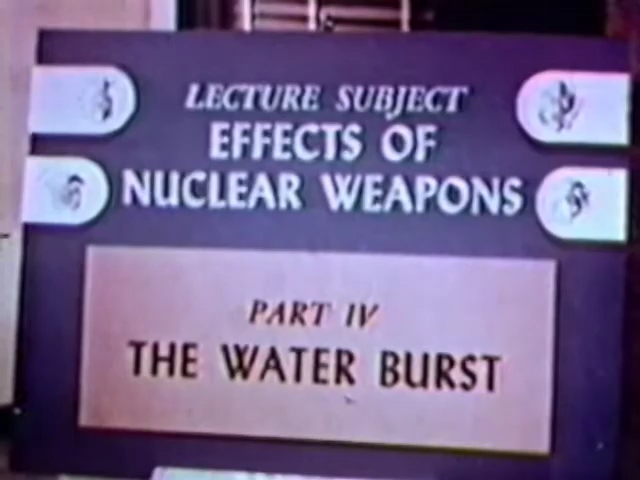 LECTURE SUBJECT
EFFECTS OF
NUCLEAR WEAPONS
PART IV
THE WATER BURST